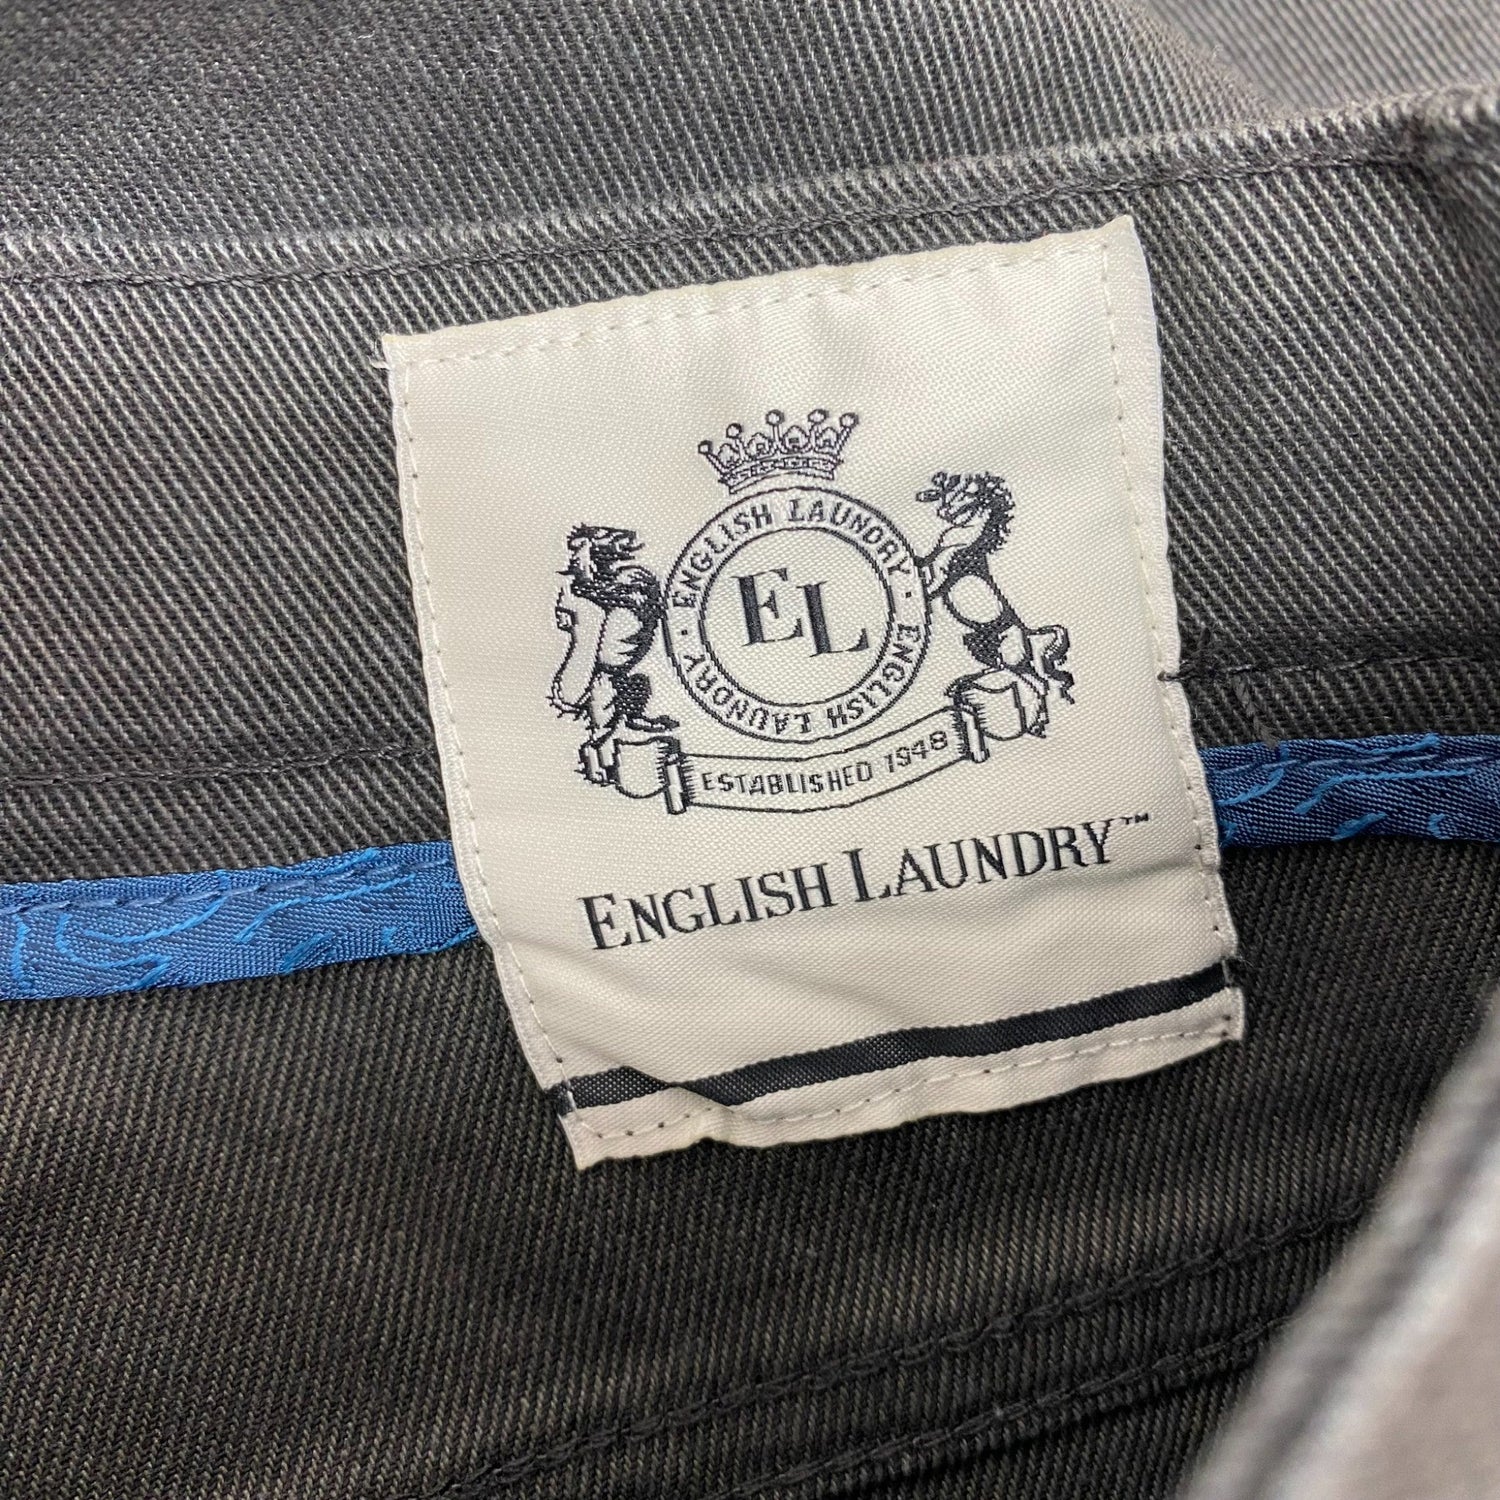 ENGLISH LAUNDRY · ENGLISH LAUNDRY ·
EL
ESTABLISHED 1948
ENGLISH LAUNDRY™